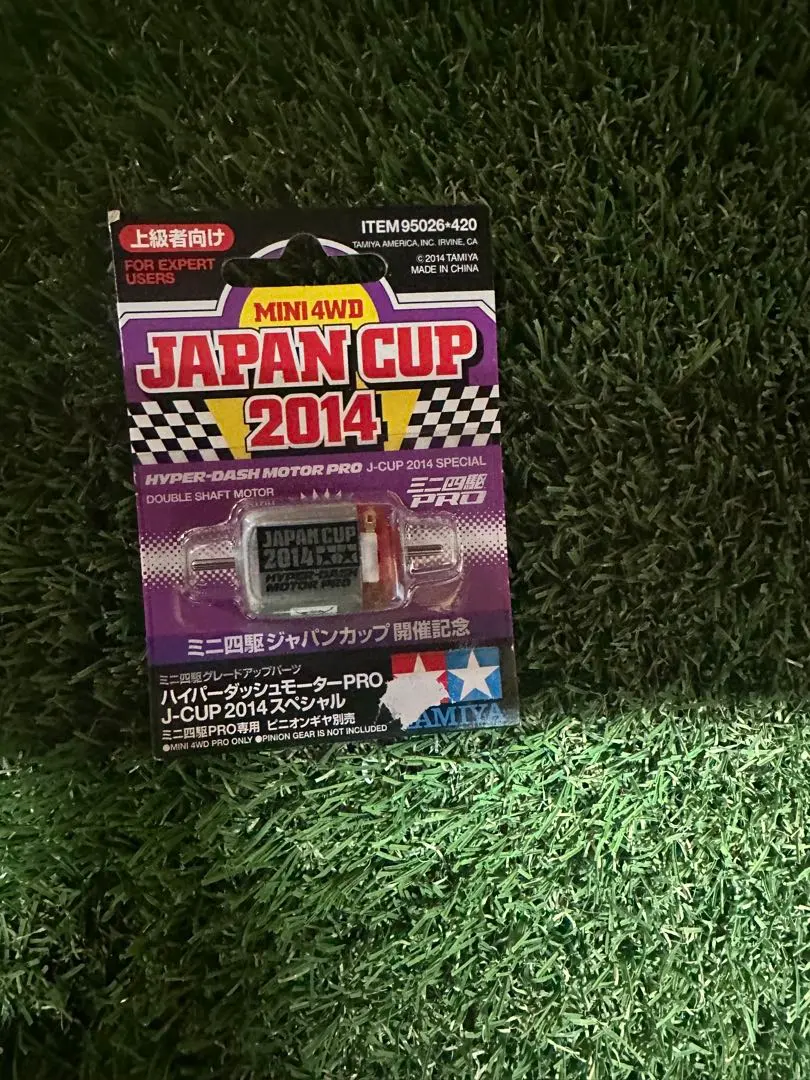 上級者向け
FOR EXPERT
USERS
ITEM 95026*420
TAMIYA AMERICA, INC. IRVINE, CA
© 2014 TAMIYA
MADE IN CHINA
MINI 4WD
JAPAN CUP
2014
HYPER-DASH MOTOR PRO J-CUP 2014 SPECIAL
DOUBLE SHAFT MOTOR
ミニ四駆
PRO
JAPAN CUP
2014
HYPER-DASH
MOTOR PRO
ミニ四駆ジャパンカップ開催記念
ミニ四駆グレードアップパーツ
ハイパーダッシュモーターPRO
J-CUP 2014 スペシャル
ミニ四駆PRO専用 ピニオンギヤ別売
●MINI 4WD PRO ONLY ●PINION GEAR IS NOT INCLUDED
TAMIYA